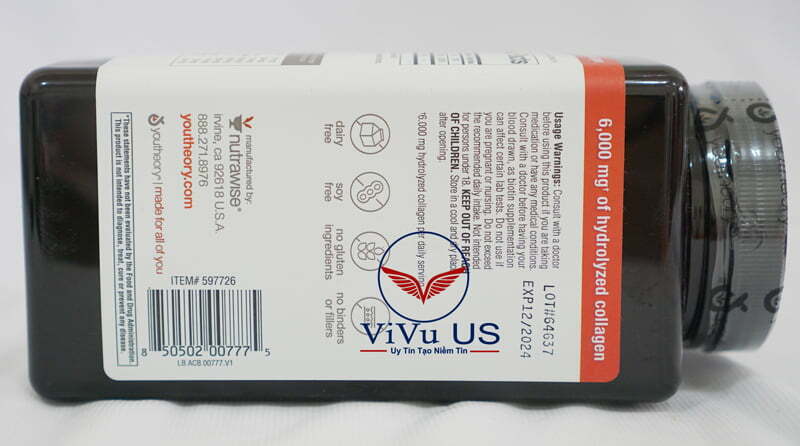 6,000 mg† of hydrolyzed collagen
Usage Warnings: Consult with a doctor
before using this product if you are taking
medication or have any medical conditions.
Consult with a doctor before having your
blood drawn, as biotin supplementation
can affect certain lab tests. Do not use if
you are pregnant or nursing. Do not exceed
the recommended daily intake. Not intended
for persons under 18. KEEP OUT OF REACH
OF CHILDREN. Store in a cool and dry place
after opening.
†6,000 mg hydrolyzed collagen per daily serving
LOT#64637
EXP12/2024
dairy
free
soy
free
no gluten
ingredients
no binders
or fillers
manufactured by:
nutrawise®
irvine, ca 92618 U.S.A
888.271.8976
youtheory.com
youtheory | made for all of you
*These statements have not been evaluated by the Food and Drug Administration.
This product is not intended to diagnose, treat, cure or prevent any disease.
ITEM# 597726
8 50502 00777 5
LB ACB 00777.V1
ViVu US
Uy Tín Tạo Niềm Tin